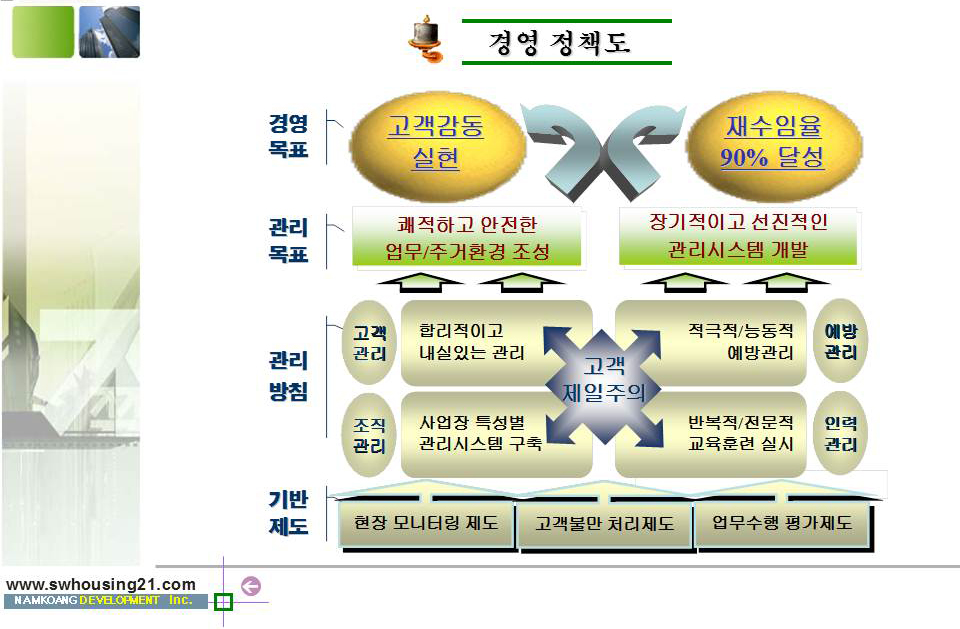 경영 정책도
경영
목표
고객감동
실현
재수임율
90% 달성
관리
목표
쾌적하고 안전한
업무/주거환경 조성
장기적이고 선진적인
관리시스템 개발
관리
방침
고객
관리
합리적이고
내실있는 관리
적극적/능동적
예방관리
예방
관리
고객
제일주의
조직
관리
사업장 특성별
관리시스템 구축
반복적/전문적
교육훈련 실시
인력
관리
기반
제도
현장 모니터링 제도
고객불만 처리제도
업무수행 평가제도
www.swhousing21.com
NAMKOANG DEVELOPMENT Inc.